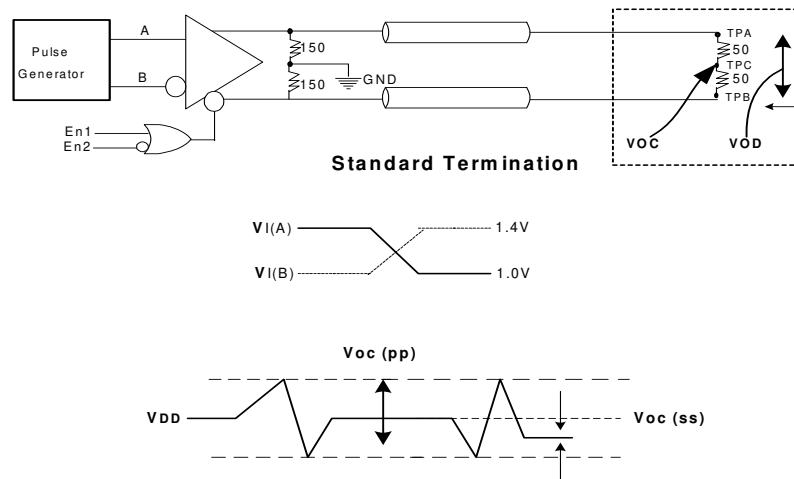 Pulse
Generator
A
B
En1
En2
150
150
GND
TPA
50
TPC
50
TPB
VOC
VOD
Standard Termination
VI(A)
1.4V
VI(B)
1.0V
Voc (pp)
VDD
Voc (ss)